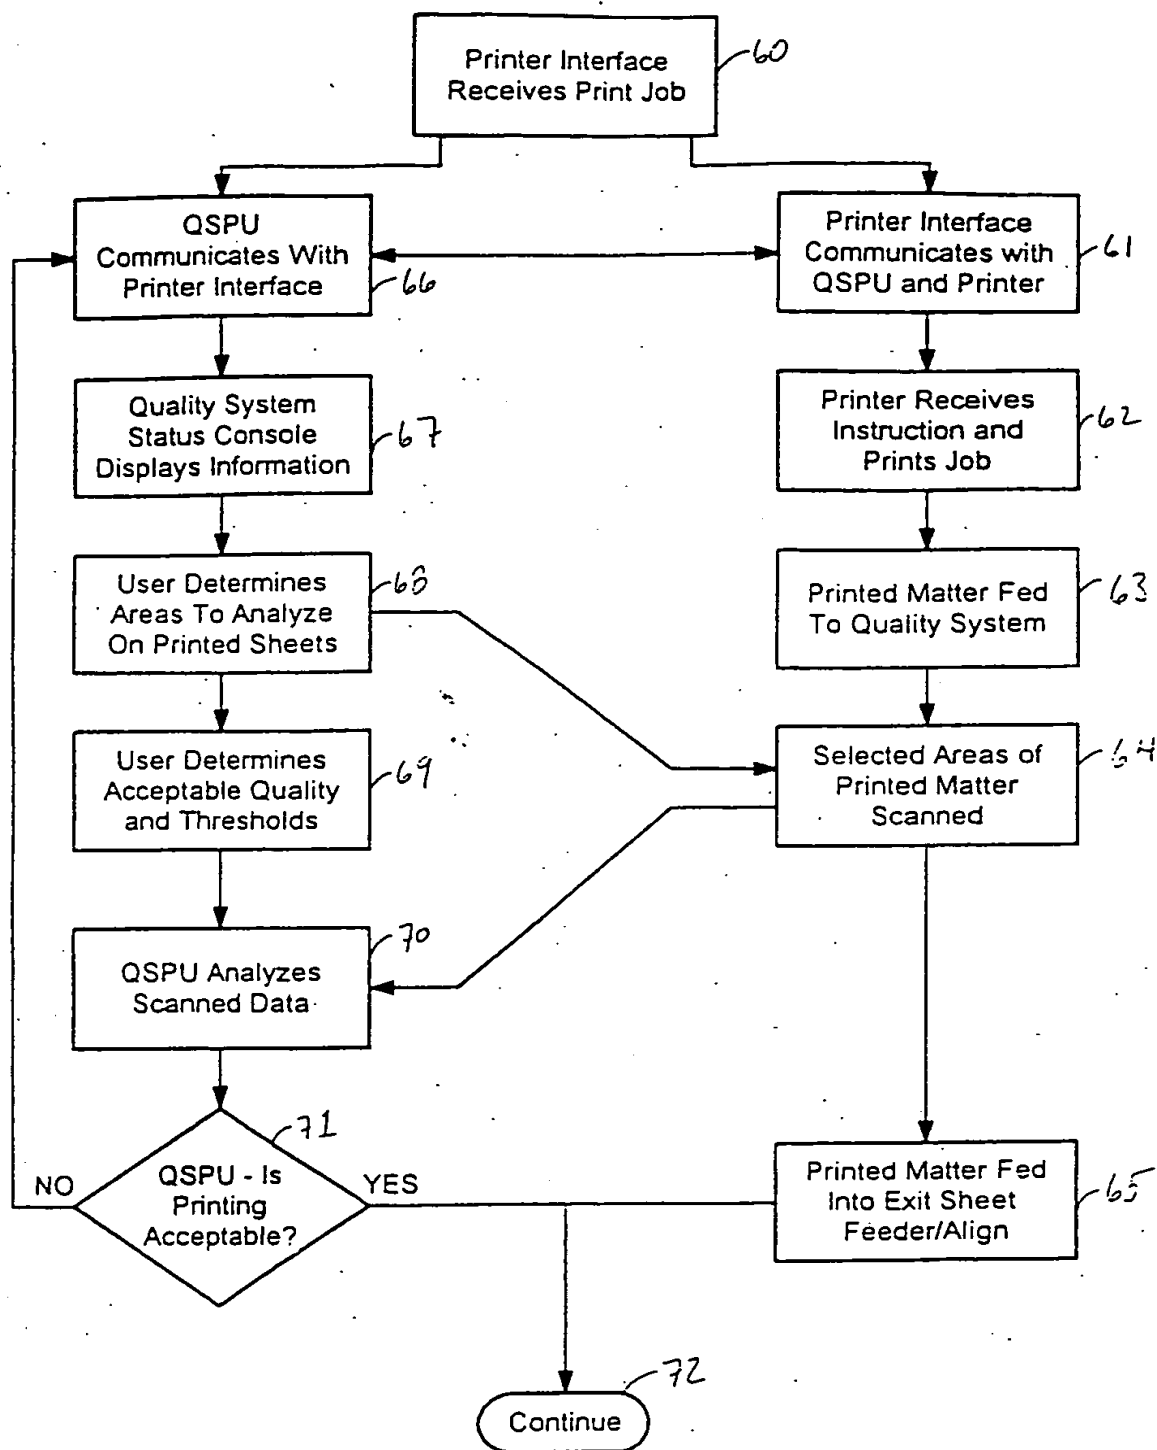 Printer Interface
Receives Print Job
60
QSPU
Communicates With
Printer Interface
66
Printer Interface
Communicates with
QSPU and Printer
61
Quality System
Status Console
Displays Information
67
Printer Receives
Instruction and
Prints Job
62
User Determines
Areas To Analyze
On Printed Sheets
68
Printed Matter Fed
To Quality System
63
User Determines
Acceptable Quality
and Thresholds
69
Selected Areas of
Printed Matter
Scanned
64
QSPU Analyzes
Scanned Data
70
71
NO
QSPU - Is
Printing
Acceptable?
YES
Printed Matter Fed
Into Exit Sheet
Feeder/Align
65
72
Continue